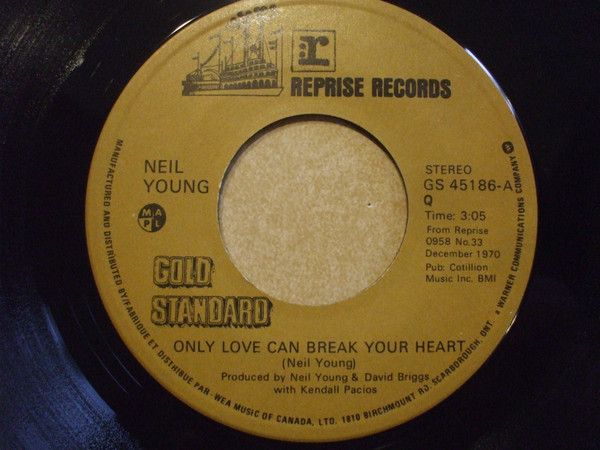 r
REPRISE RECORDS
NEIL
YOUNG
MAPL
STEREO
GS 45186-A
Q
Time: 3:05
From Reprise
0958 No.33
December 1970
Pub: Cotillion
Music Inc. BMI
GOLD
STANDARD
ONLY LOVE CAN BREAK YOUR HEART
(Neil Young)
Produced by Neil Young & David Briggs
with Kendall Pacios
MANUFACTURED AND DISTRIBUTED BY/FABRIQUÉ ET DISTRIBUÉ PAR-WEA MUSIC OF CANADA, LTD. 1810 BIRCHMOUNT RD. SCARBOROUGH, ONT. A WARNER COMMUNICATIONS COMPANY